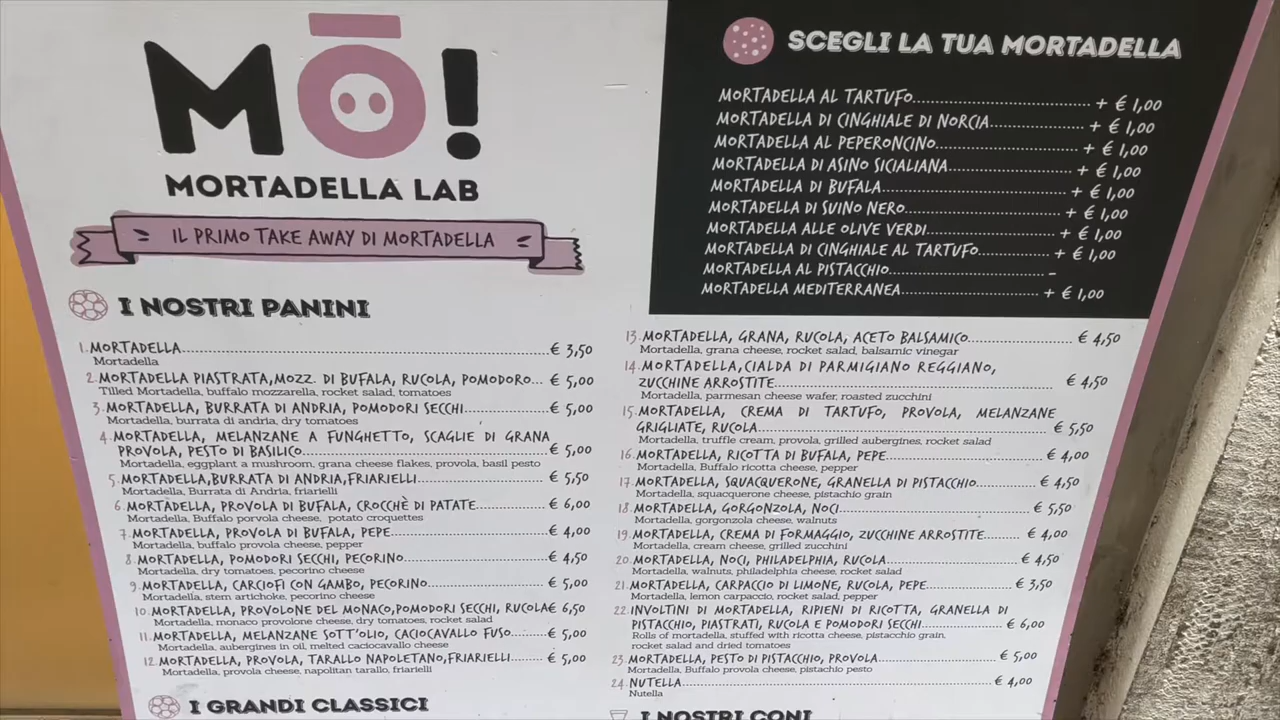 MŌ!
MORTADELLA LAB
IL PRIMO TAKE AWAY DI MORTADELLA
I NOSTRI PANINI
1. MORTADELLA........ € 3,50
Mortadella
2. MORTADELLA PIASTRATA,MOZZ. DI BUFALA, RUCOLA, POMODORO... € 5,00
Tilled Mortadella, buffalo mozzarella, rocket salad, tomatoes
3. MORTADELLA, BURRATA DI ANDRIA, POMODORI SECCHI........ € 5,00
Mortadella, burrata di andria, dry tomatoes
4. MORTADELLA, MELANZANE A FUNGHETTO, SCAGLIE DI GRANA
PROVOLA, PESTO DI BASILICO........ € 5,00
Mortadella, eggplant a mushroom, grana cheese flakes, provola, basil pesto
5. MORTADELLA,BURRATA DI ANDRIA,FRIARIELLI........ € 5,50
Mortadella, Burrata di Andria, friarielli
6. MORTADELLA, PROVOLA DI BUFALA, CROCCHÈ DI PATATE........ € 6,00
Mortadella, Buffalo porvola cheese, potato croquettes
7. MORTADELLA, PROVOLA DI BUFALA, PEPE........ € 4,00
Mortadella, buffalo provola cheese, pepper
8. MORTADELLA, POMODORI SECCHI, PECORINO........ € 4,50
Mortadella, dry tomatoes, pecorino cheese
9. MORTADELLA, CARCIOFI CON GAMBO, PECORINO........ € 5,00
Mortadella, stem artichoke, pecorino cheese
10. MORTADELLA, PROVOLONE DEL MONACO,POMODORI SECCHI, RUCOLA€ 6,50
Mortadella, monaco provolone cheese, dry tomatoes, rocket salad
11. MORTADELLA, MELANZANE SOTT'OLIO, CACIOCAVALLO FUSO........ € 5,00
Mortadella, aubergines in oil, melted caciocavallo cheese
12. MORTADELLA, PROVOLA, TARALLO NAPOLETANO,FRIARIELLI........ € 5,00
Mortadella, provola cheese, napolitan tarallo, friarielli
I GRANDI CLASSICI
SCEGLI LA TUA MORTADELLA
MORTADELLA AL TARTUFO........ + € 1,00
MORTADELLA DI CINGHIALE DI NORCIA........ + € 1,00
MORTADELLA AL PEPERONCINO........ + € 1,00
MORTADELLA DI ASINO SICIALIANA........ + € 1,00
MORTADELLA DI BUFALA........ + € 1,00
MORTADELLA DI SUINO NERO........ + € 1,00
MORTADELLA ALLE OLIVE VERDI........ + € 1,00
MORTADELLA DI CINGHIALE AL TARTUFO........ + € 1,00
MORTADELLA AL PISTACCHIO........ -
MORTADELLA MEDITERRANEA........ + € 1,00
13. MORTADELLA, GRANA, RUCOLA, ACETO BALSAMICO........ € 4,50
Mortadella, grana cheese, rocket salad, balsamic vinegar
14. MORTADELLA,CIALDA DI PARMIGIANO REGGIANO,
ZUCCHINE ARROSTITE........ € 4,50
Mortadella, parmesan cheese wafer, roasted zucchini
15. MORTADELLA, CREMA DI TARTUFO, PROVOLA, MELANZANE
GRIGLIATE, RUCOLA........ € 5,50
Mortadella, truffle cream, provola, grilled aubergines, rocket salad
16. MORTADELLA, RICOTTA DI BUFALA, PEPE........ € 4,00
Mortadella, Buffalo ricotta cheese, pepper
17. MORTADELLA, SQUACQUERONE, GRANELLA DI PISTACCHIO........ € 4,50
Mortadella, squacquerone cheese, pistachio grain
18. MORTADELLA, GORGONZOLA, NOCI........ € 5,50
Mortadella, gorgonzola cheese, walnuts
19. MORTADELLA, CREMA DI FORMAGGIO, ZUCCHINE ARROSTITE........ € 4,00
Mortadella, cream cheese, grilled zucchini
20. MORTADELLA, NOCI, PHILADELPHIA, RUCOLA........ € 4,50
Mortadella, walnuts, philadelphia cheese, rocket salad
21. MORTADELLA, CARPACCIO DI LIMONE, RUCOLA, PEPE........ € 3,50
Mortadella, lemon carpaccio, rocket salad, pepper
22. INVOLTINI DI MORTADELLA, RIPIENI DI RICOTTA, GRANELLA DI
PISTACCHIO, PIASTRATI, RUCOLA E POMODORI SECCHI........ € 6,00
Rolls of mortadella, stuffed with ricotta cheese, pistacchio grain,
rocket salad and dried tomatoes
23. MORTADELLA, PESTO DI PISTACCHIO, PROVOLA........ € 5,00
Mortadella, Buffalo provola cheese, pistachio pesto
24. NUTELLA........ € 4,00
Nutella
I NOSTRI CONI